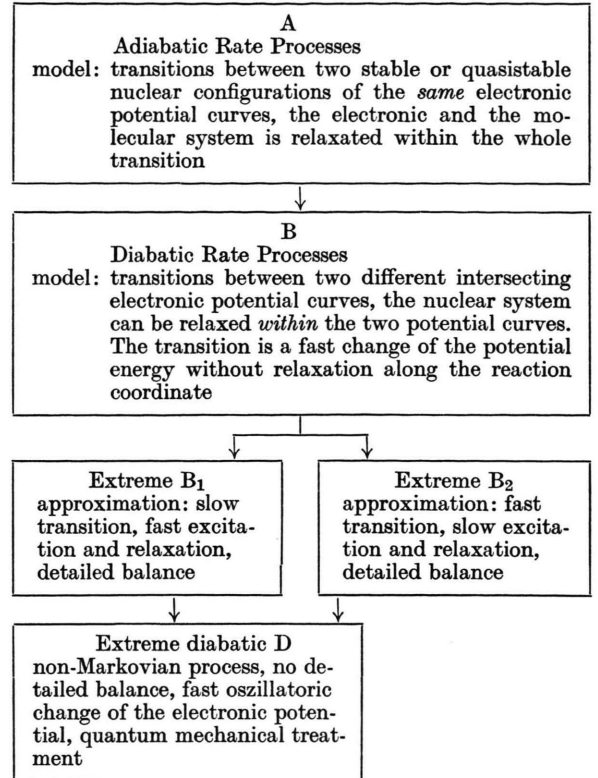 A
Adiabatic Rate Processes
model: transitions between two stable or quasistable
nuclear configurations of the same electronic
potential curves, the electronic and the mo-
lecular system is relaxated within the whole
transition
B
Diabatic Rate Processes
model: transitions between two different intersecting
electronic potential curves, the nuclear system
can be relaxed within the two potential curves.
The transition is a fast change of the potential
energy without relaxation along the reaction
coordinate
Extreme B₁
approximation: slow
transition, fast excita-
tion and relaxation,
detailed balance
Extreme B₂
approximation: fast
transition, slow excita-
tion and relaxation,
detailed balance
Extreme diabatic D
non-Markovian process, no de-
tailed balance, fast oszillatoric
change of the electronic poten-
tial, quantum mechanical treat-
ment